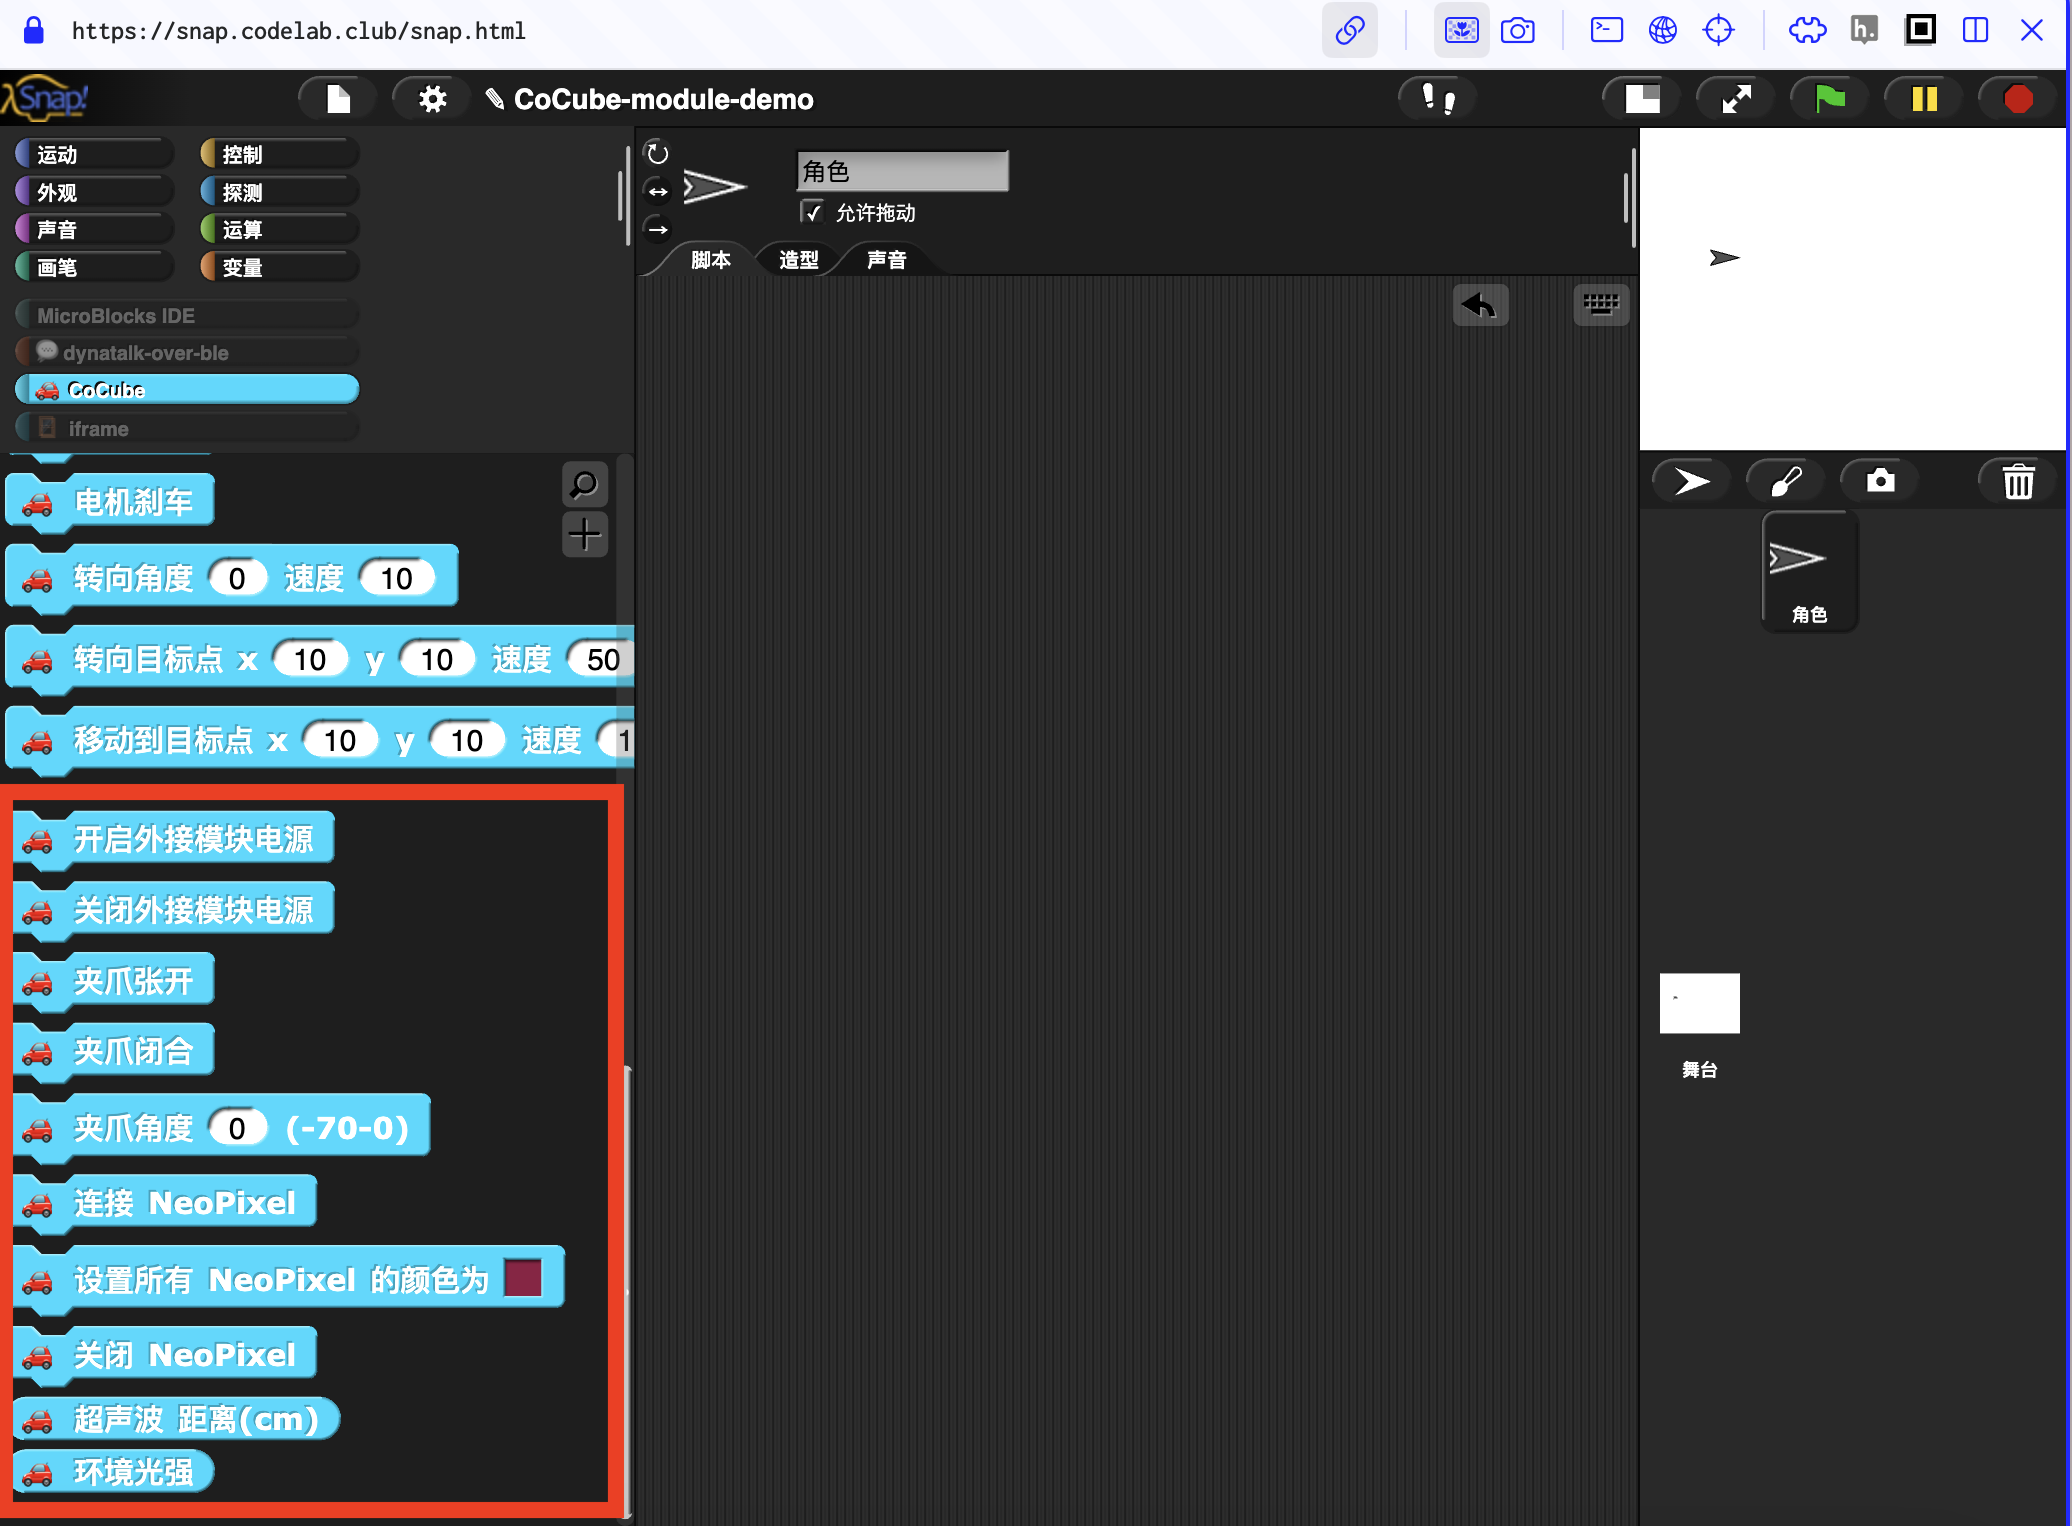 https://snap.codelab.club/snap.html
Snap!
CoCube-module-demo
运动 控制
外观 探测
声音 运算
画笔 变量
MicroBlocks IDE
dynatalk-over-ble
CoCube
iframe
角色
允许拖动
脚本 造型 声音
电机刹车
转向角度 0 速度 10
转向目标点 x 10 y 10 速度 50
移动到目标点 x 10 y 10 速度 1
开启外接模块电源
关闭外接模块电源
夹爪张开
夹爪闭合
夹爪角度 0 (-70-0)
连接 NeoPixel
设置所有 NeoPixel 的颜色为
关闭 NeoPixel
超声波 距离(cm)
环境光强
角色
舞台
h.